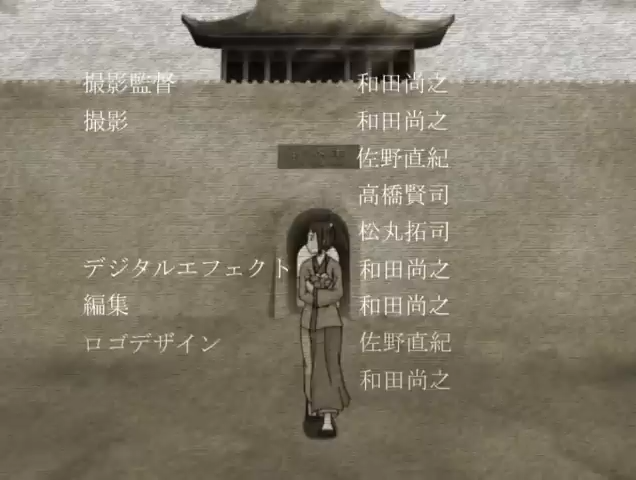 撮影監督 和田尚之
撮影 和田尚之
佐野直紀
高橋賢司
松丸拓司
デジタルエフェクト 和田尚之
編集 和田尚之
ロゴデザイン 佐野直紀
和田尚之